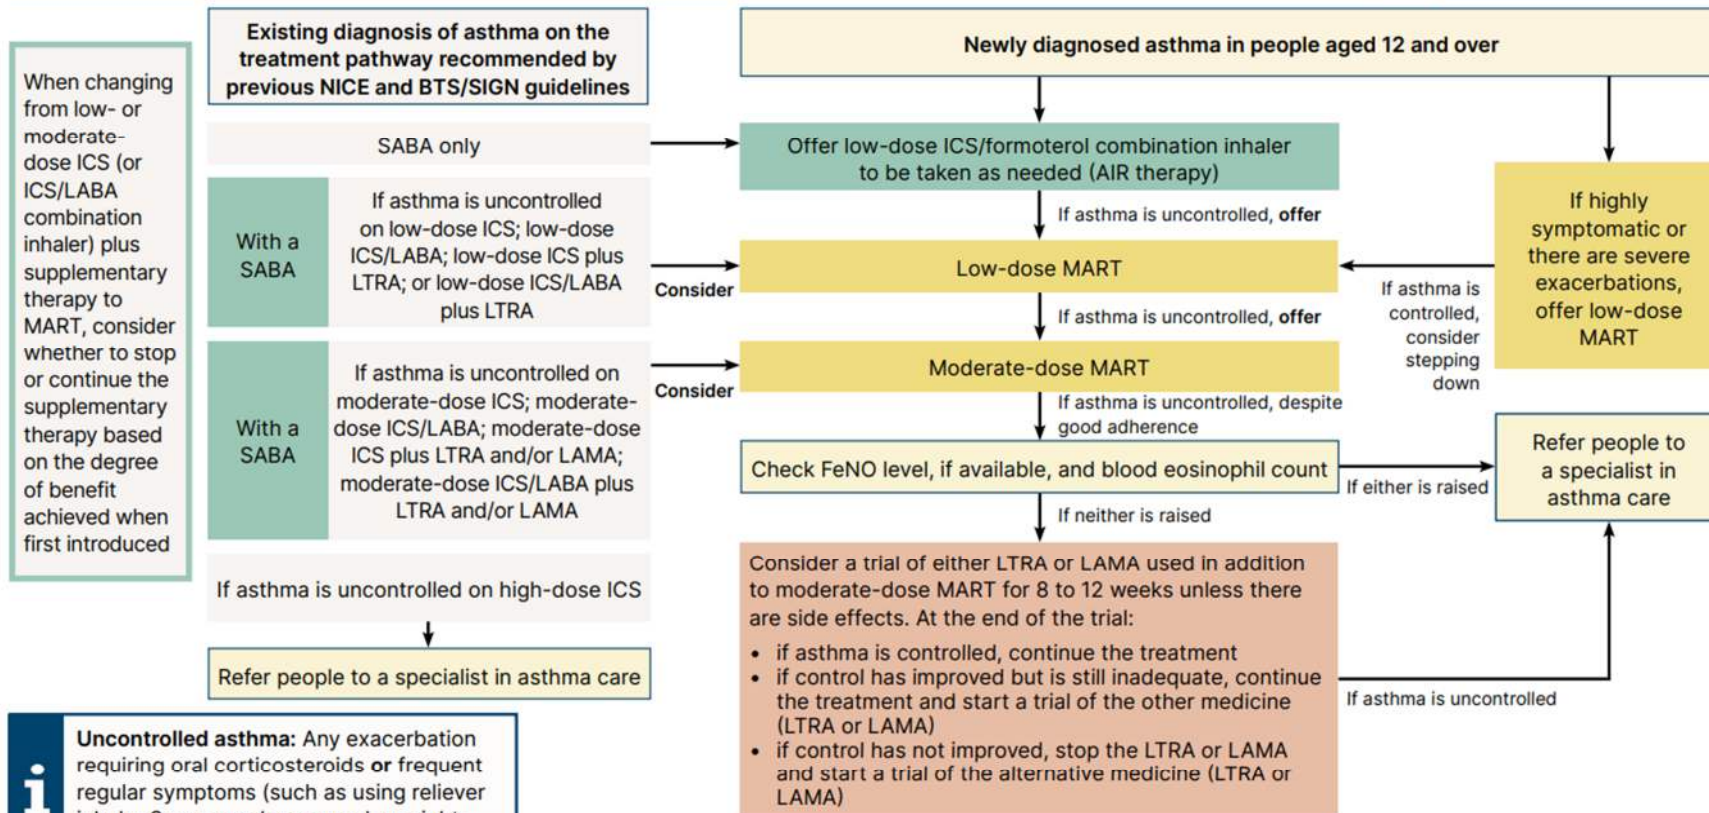 When changing
from low- or
moderate-
dose ICS (or
ICS/LABA
combination
inhaler) plus
supplementary
therapy to
MART, consider
whether to stop
or continue the
supplementary
therapy based
on the degree
of benefit
achieved when
first introduced
Existing diagnosis of asthma on the
treatment pathway recommended by
previous NICE and BTS/SIGN guidelines
SABA only
With a
SABA
If asthma is uncontrolled
on low-dose ICS; low-dose
ICS/LABA; low-dose ICS plus
LTRA; or low-dose ICS/LABA
plus LTRA
Consider
With a
SABA
If asthma is uncontrolled on
moderate-dose ICS; moderate-
dose ICS/LABA; moderate-dose
ICS plus LTRA and/or LAMA;
moderate-dose ICS/LABA plus
LTRA and/or LAMA
Consider
If asthma is uncontrolled on high-dose ICS
Refer people to a specialist in asthma care
i
Uncontrolled asthma: Any exacerbation
requiring oral corticosteroids or frequent
regular symptoms (such as using reliever
Newly diagnosed asthma in people aged 12 and over
Offer low-dose ICS/formoterol combination inhaler
to be taken as needed (AIR therapy)
If asthma is uncontrolled, offer
Low-dose MART
If asthma is uncontrolled, offer
Moderate-dose MART
If asthma is uncontrolled, despite
good adherence
Check FeNO level, if available, and blood eosinophil count
If neither is raised
Consider a trial of either LTRA or LAMA used in addition
to moderate-dose MART for 8 to 12 weeks unless there
are side effects. At the end of the trial:
• if asthma is controlled, continue the treatment
• if control has improved but is still inadequate, continue
the treatment and start a trial of the other medicine
(LTRA or LAMA)
• if control has not improved, stop the LTRA or LAMA
and start a trial of the alternative medicine (LTRA or
LAMA)
If highly
symptomatic or
there are severe
exacerbations,
offer low-dose
MART
If asthma is
controlled,
consider
stepping
down
If either is raised
Refer people to
a specialist in
asthma care
If asthma is uncontrolled